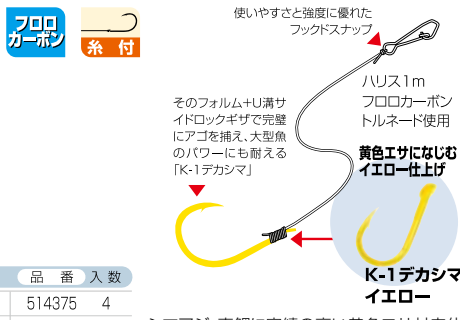 フロロ
カーボン
糸付
使いやすさと強度に優れた
フックドスナップ
ハリス1m
フロロカーボン
トルネード使用
そのフォルム+U溝サ
イドロックギザで完璧
にアゴを捕え、大型魚
のパワーにも耐える
「K-1デカシマ」
黄色エサになじむ
イエロー仕上げ
K-1デカシマ
イエロー
品番 入数
514375 4